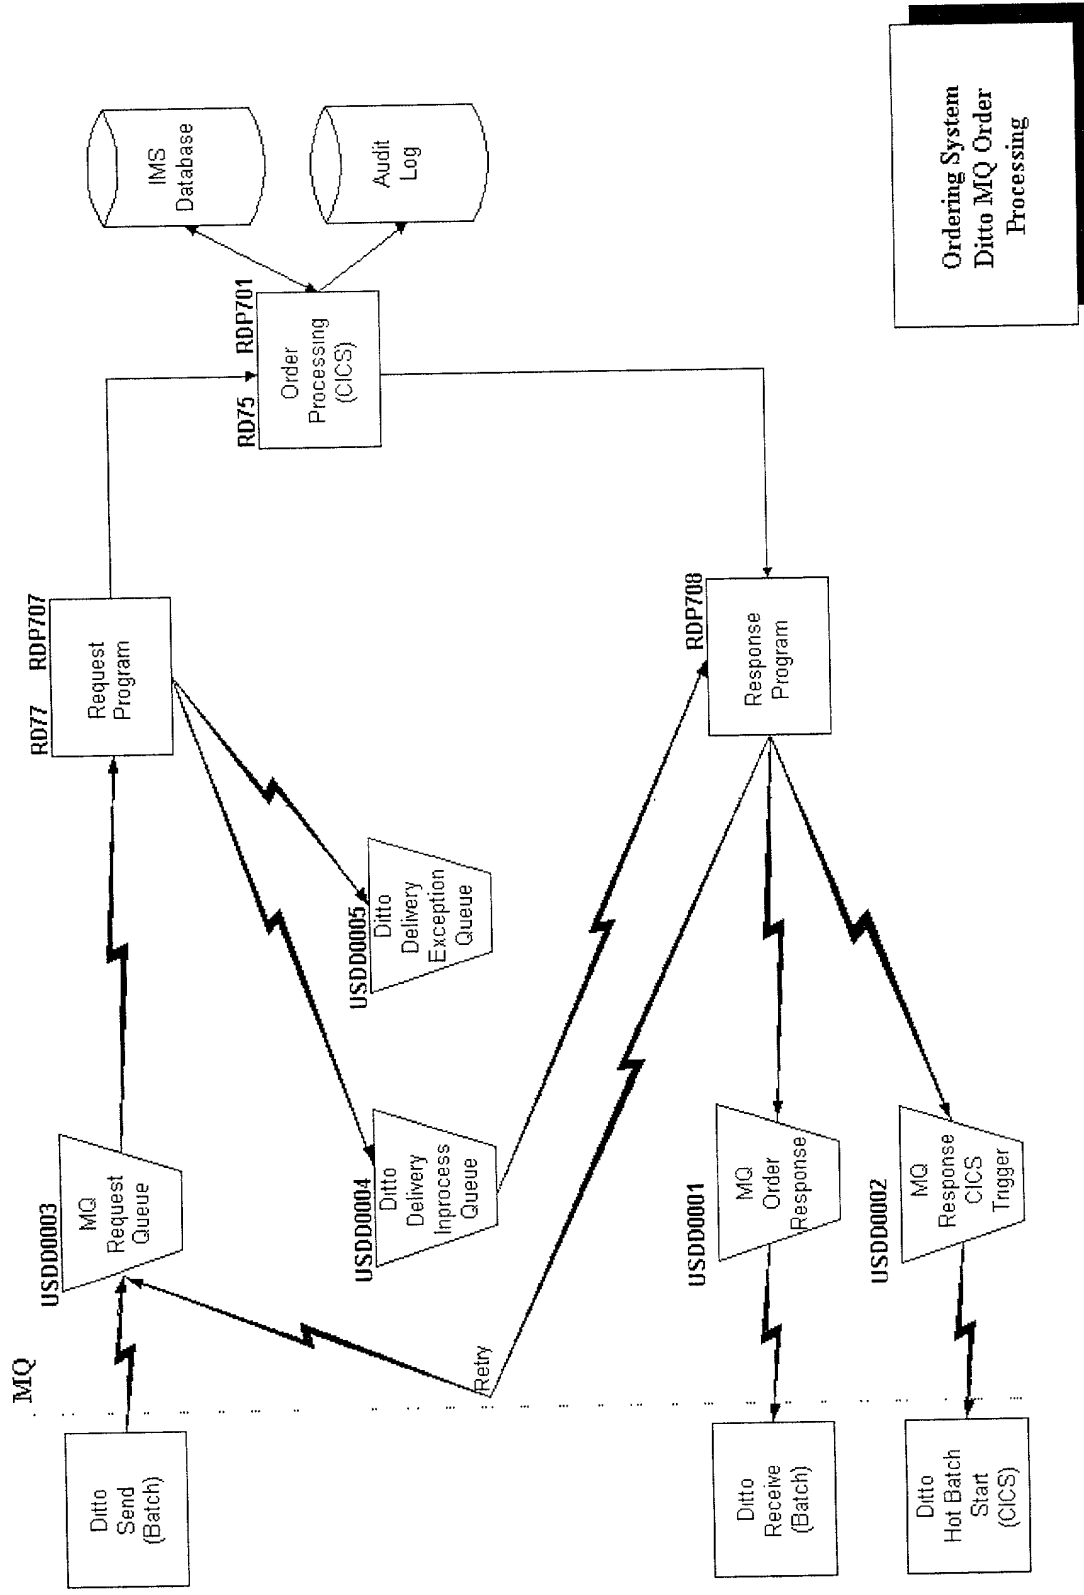 MQ
Ditto
Send
(Batch)
USDD0003
MQ
Request
Queue
RD77 RDP707
Request
Program
RD75 RDP701
Order
Processing
(CICS)
IMS
Database
Audit
Log
USDD0005
Ditto
Delivery
Exception
Queue
USDD0004
Ditto
Delivery
Inprocess
Queue
Retry
RDP708
Response
Program
Ditto
Receive
(Batch)
USDD0001
MQ
Order
Response
Ditto
Hot Batch
Start
(CICS)
USDD0002
MQ
Response
CICS
Trigger
Ordering System
Ditto MQ Order
Processing